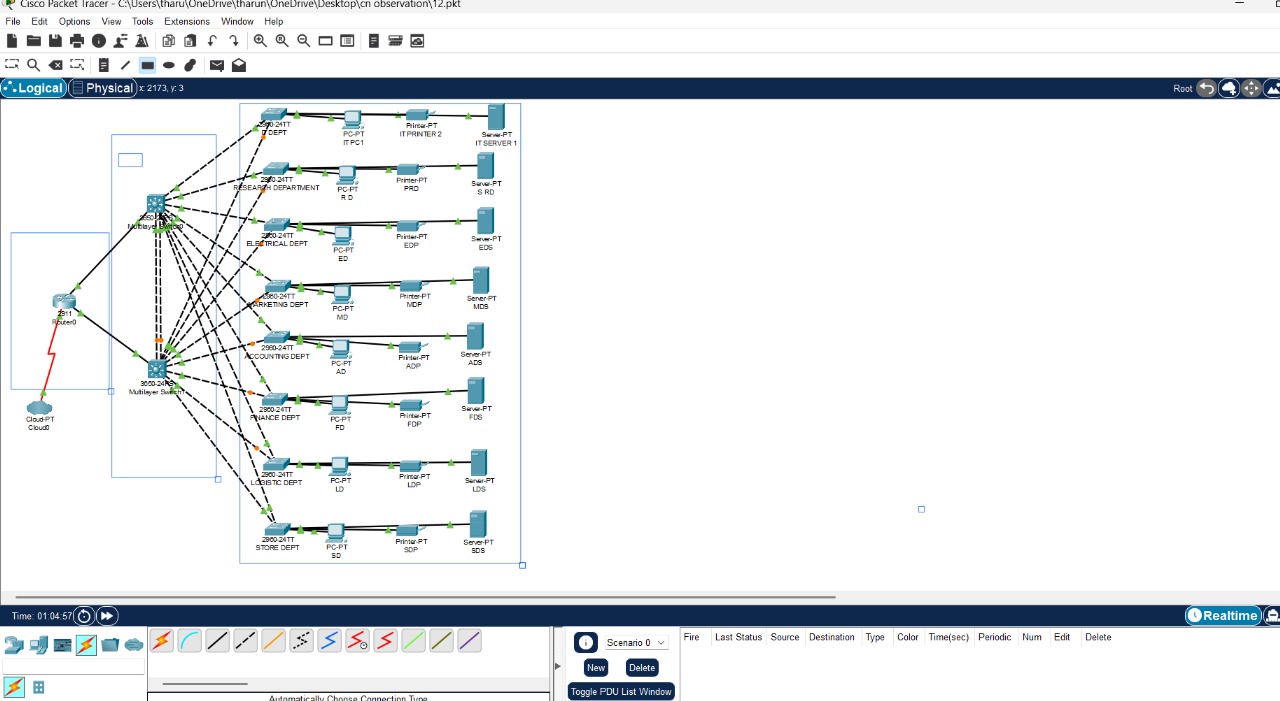 Cisco Packet Tracer - C:\Users\tharu\OneDrive\tharun\OneDrive\Desktop\cn observation\12.pkt
File Edit Options View Tools Extensions Window Help
Logical Physical x: 2173, y: 3 Root
2960-24TT
IT DEPT
PC-PT
IT PC1
Printer-PT
IT PRINTER 2
Server-PT
IT SERVER 1
2960-24TT
RESEARCH DEPARTMENT
PC-PT
R D
Printer-PT
PRD
Server-PT
S RD
Multilayer Switch0
2960-24TT
ELECTRICAL DEPT
PC-PT
ED
Printer-PT
EDP
Server-PT
EDS
2960-24TT
MARKETING DEPT
PC-PT
MD
Printer-PT
MDP
Server-PT
MDS
2911
Router0
2960-24TT
ACCOUNTING DEPT
PC-PT
AD
Printer-PT
ADP
Server-PT
ADS
Multilayer Switch1
2960-24TT
FINANCE DEPT
PC-PT
FD
Printer-PT
FDP
Server-PT
FDS
Cloud-PT
Cloud0
2960-24TT
LOGISTIC DEPT
PC-PT
LD
Printer-PT
LDP
Server-PT
LDS
2960-24TT
STORE DEPT
PC-PT
SD
Printer-PT
SDP
Server-PT
SDS
Time: 01:04:57 Realtime
Scenario 0
New Delete
Toggle PDU List Window
Fire Last Status Source Destination Type Color Time(sec) Periodic Num Edit Delete
Automatically Choose Connection Type